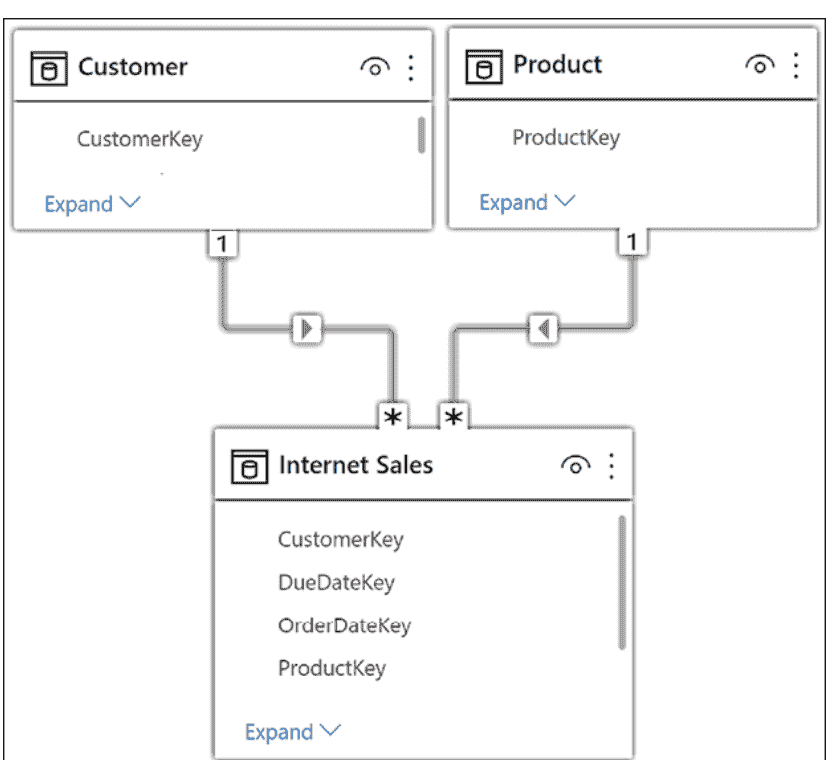 Customer
CustomerKey
Expand
Product
ProductKey
Expand
1
1
*
*
Internet Sales
CustomerKey
DueDateKey
OrderDateKey
ProductKey
Expand